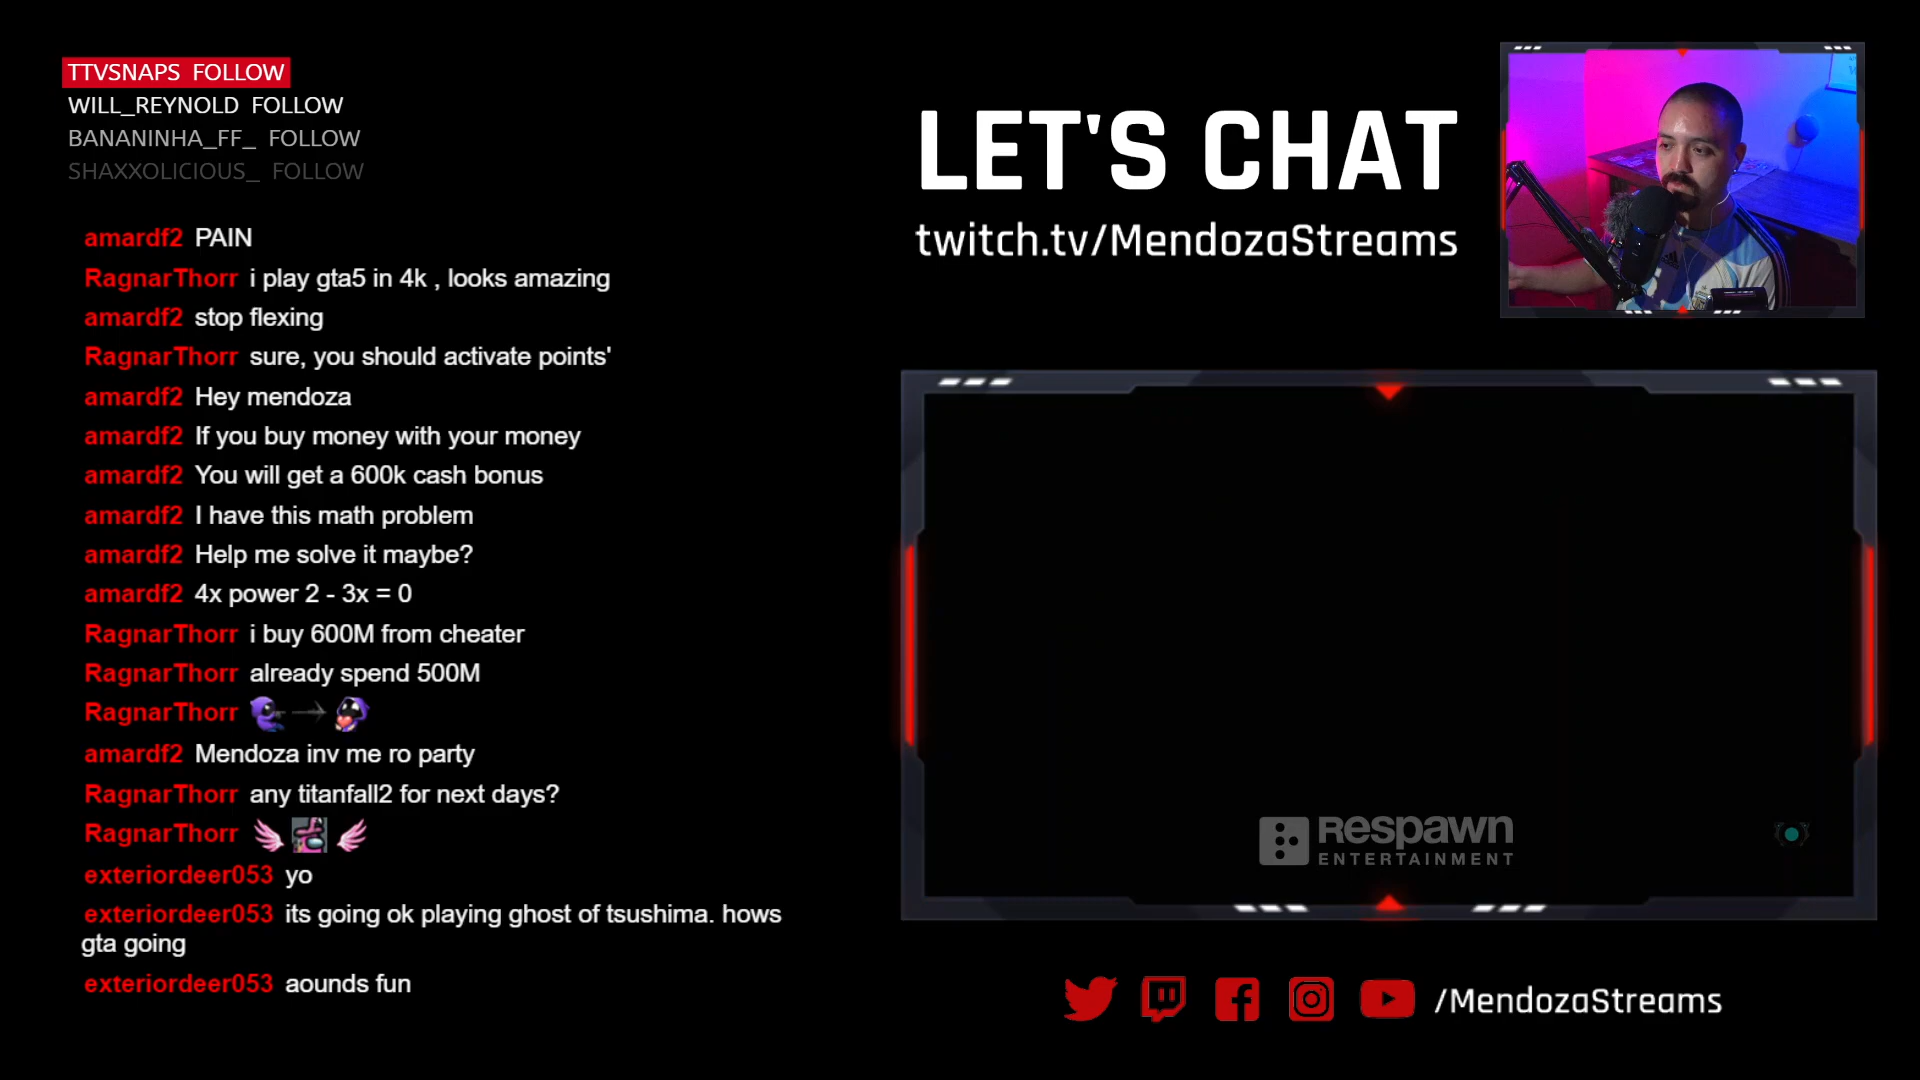 TTVSNAPS FOLLOW
WILL_REYNOLD FOLLOW
BANANINHA_FF_ FOLLOW
SHAXXOLICIOUS_ FOLLOW
amardf2 PAIN
RagnarThorr i play gta5 in 4k , looks amazing
amardf2 stop flexing
RagnarThorr sure, you should activate points'
amardf2 Hey mendoza
amardf2 If you buy money with your money
amardf2 You will get a 600k cash bonus
amardf2 I have this math problem
amardf2 Help me solve it maybe?
amardf2 4x power 2 - 3x = 0
RagnarThorr i buy 600M from cheater
RagnarThorr already spend 500M
RagnarThorr
amardf2 Mendoza inv me ro party
RagnarThorr any titanfall2 for next days?
RagnarThorr
exteriordeer053 yo
exteriordeer053 its going ok playing ghost of tsushima. hows
gta going
exteriordeer053 aounds fun
LET'S CHAT
twitch.tv/MendozaStreams
Respawn
ENTERTAINMENT
/MendozaStreams